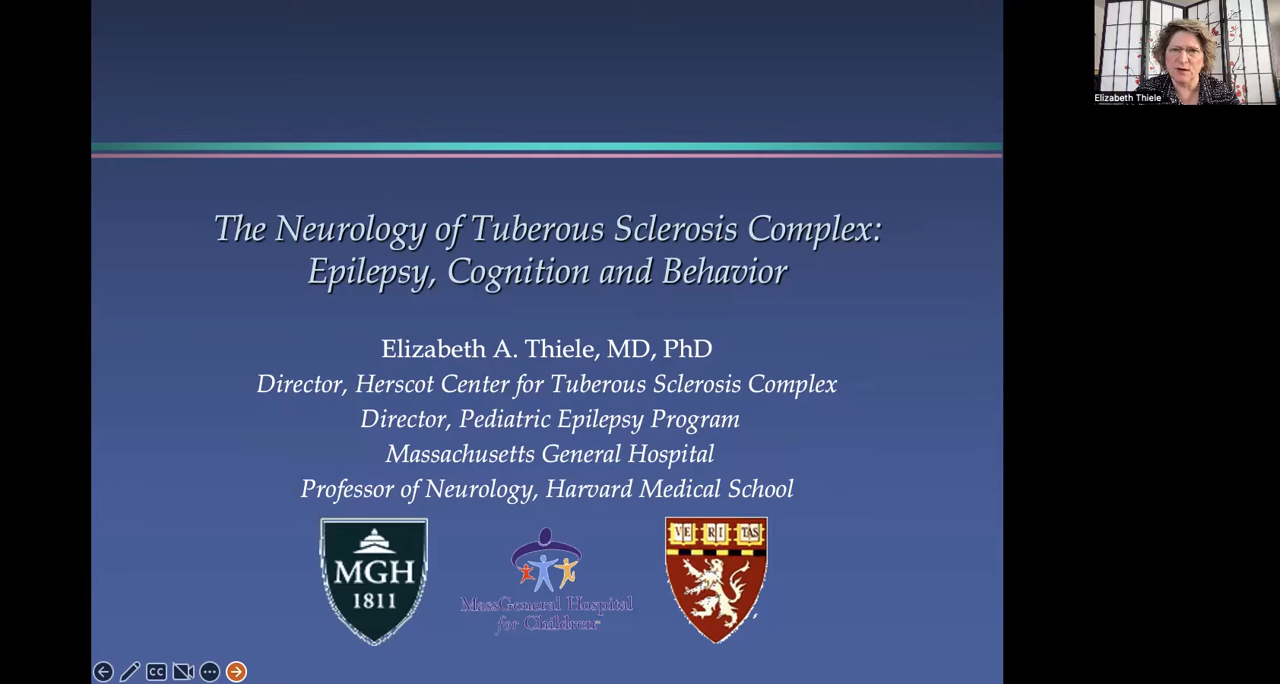 Elizabeth Thiele
The Neurology of Tuberous Sclerosis Complex:
Epilepsy, Cognition and Behavior
Elizabeth A. Thiele, MD, PhD
Director, Herscot Center for Tuberous Sclerosis Complex
Director, Pediatric Epilepsy Program
Massachusetts General Hospital
Professor of Neurology, Harvard Medical School
MGH
1811
MassGeneral Hospital
for Children
VE RI TAS
CC